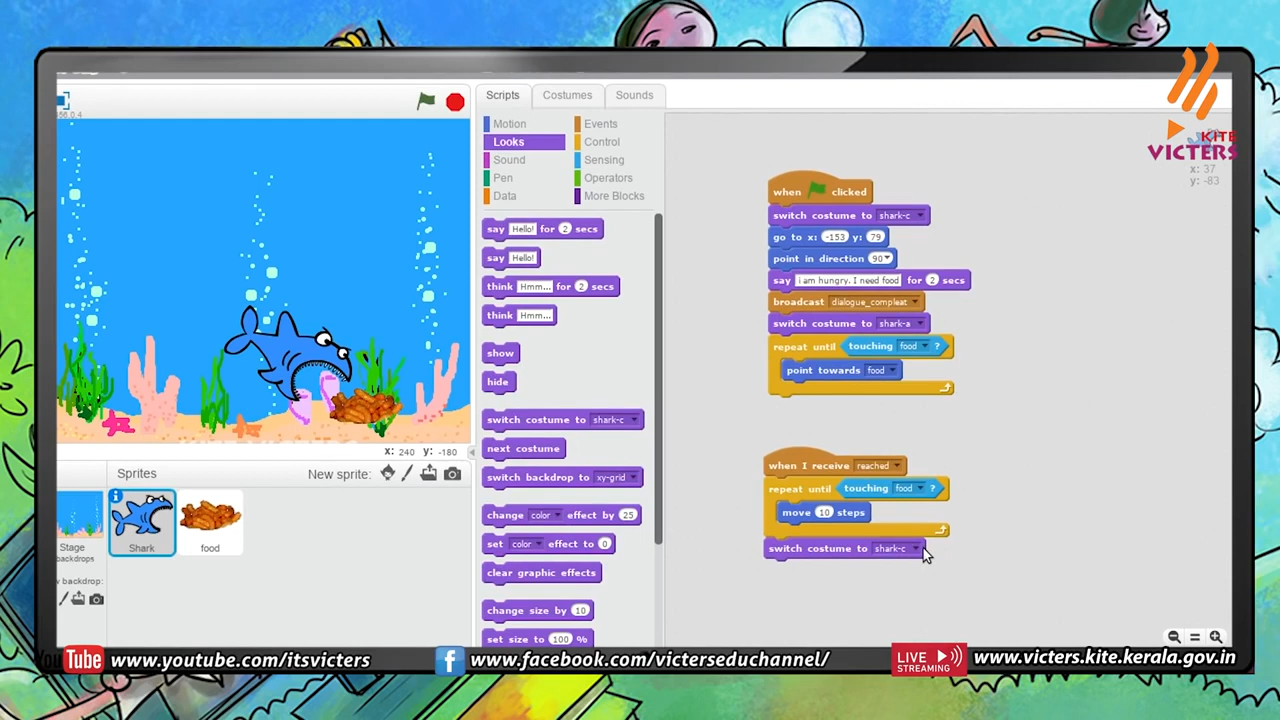 Scripts
Costumes
Sounds
Motion
Looks
Sound
Pen
Data
Events
Control
Sensing
Operators
More Blocks
say Hello! for 2 secs
say Hello!
think Hmm... for 2 secs
think Hmm...
show
hide
switch costume to shark-c
next costume
switch backdrop to xy-grid
change color effect by 25
set color effect to 0
clear graphic effects
change size by 10
set size to 100 %
when clicked
switch costume to shark-c
go to x: -153 y: 79
point in direction 90
say i am hungry. I need food for 2 secs
broadcast dialogue_compleat
switch costume to shark-a
repeat until touching food ?
point towards food
when I receive reached
repeat until touching food ?
move 10 steps
switch costume to shark-c
KITE
VICTERS
x: 37
y: -83
x: 240 y: -180
Sprites
New sprite:
Stage
backdrops
Shark
food
backdrop:
YouTube www.youtube.com/itsvicters
f www.facebook.com/victerseduchannel/
LIVE
STREAMING
www.victers.kite.kerala.gov.in